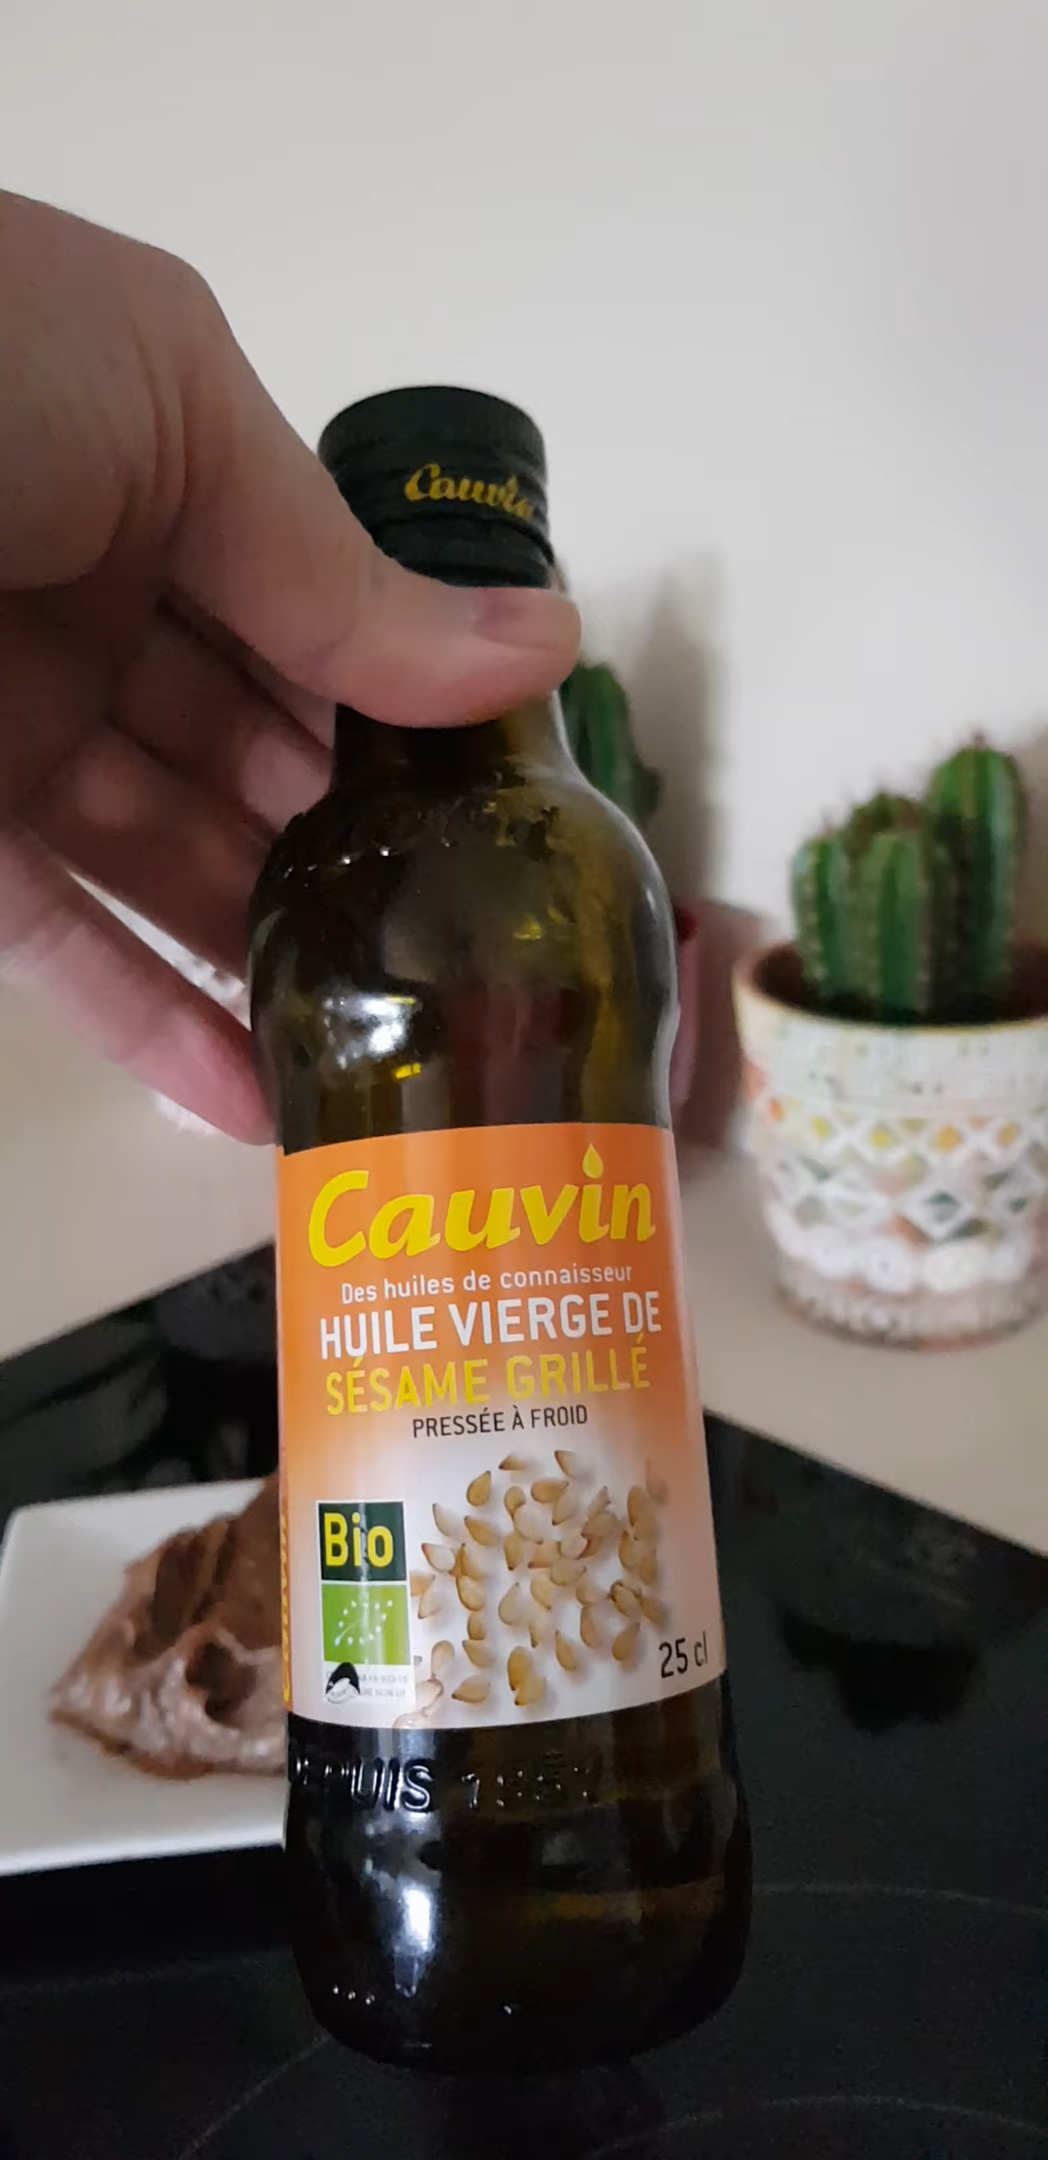 Cauvin
Cauvin
Des huiles de connaisseur
HUILE VIERGE DE
SÉSAME GRILLÉ
PRESSÉE À FROID
Bio
25 cl